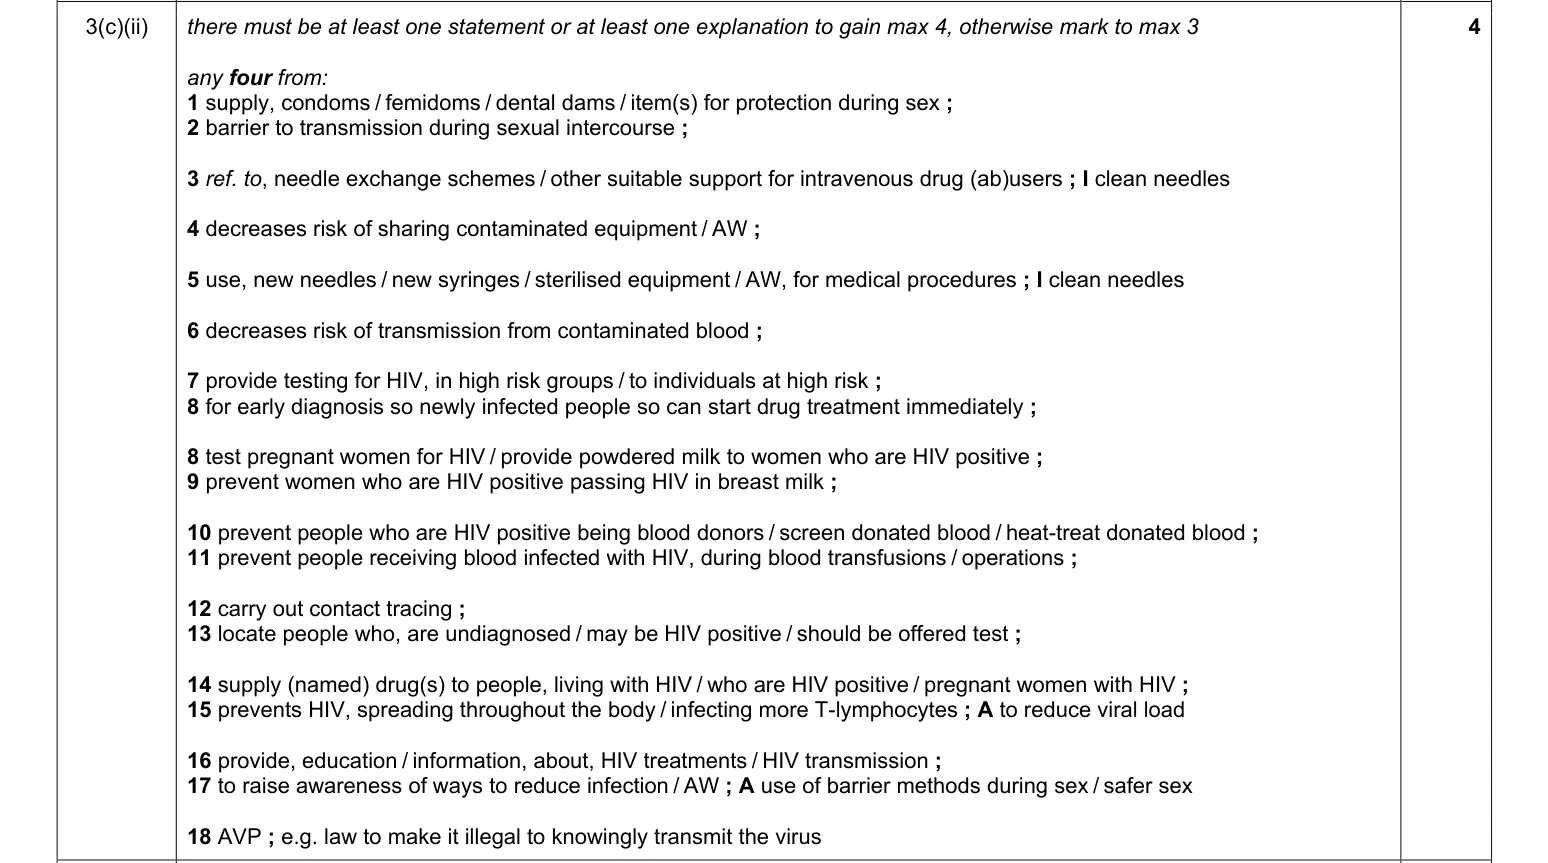 3(c)(ii) there must be at least one statement or at least one explanation to gain max 4, otherwise mark to max 3 4
any four from:
1 supply, condoms / femidoms / dental dams / item(s) for protection during sex ;
2 barrier to transmission during sexual intercourse ;
3 ref. to, needle exchange schemes / other suitable support for intravenous drug (ab)users ; I clean needles
4 decreases risk of sharing contaminated equipment / AW ;
5 use, new needles / new syringes / sterilised equipment / AW, for medical procedures ; I clean needles
6 decreases risk of transmission from contaminated blood ;
7 provide testing for HIV, in high risk groups / to individuals at high risk ;
8 for early diagnosis so newly infected people so can start drug treatment immediately ;
8 test pregnant women for HIV / provide powdered milk to women who are HIV positive ;
9 prevent women who are HIV positive passing HIV in breast milk ;
10 prevent people who are HIV positive being blood donors / screen donated blood / heat-treat donated blood ;
11 prevent people receiving blood infected with HIV, during blood transfusions / operations ;
12 carry out contact tracing ;
13 locate people who, are undiagnosed / may be HIV positive / should be offered test ;
14 supply (named) drug(s) to people, living with HIV / who are HIV positive / pregnant women with HIV ;
15 prevents HIV, spreading throughout the body / infecting more T-lymphocytes ; A to reduce viral load
16 provide, education / information, about, HIV treatments / HIV transmission ;
17 to raise awareness of ways to reduce infection / AW ; A use of barrier methods during sex / safer sex
18 AVP ; e.g. law to make it illegal to knowingly transmit the virus